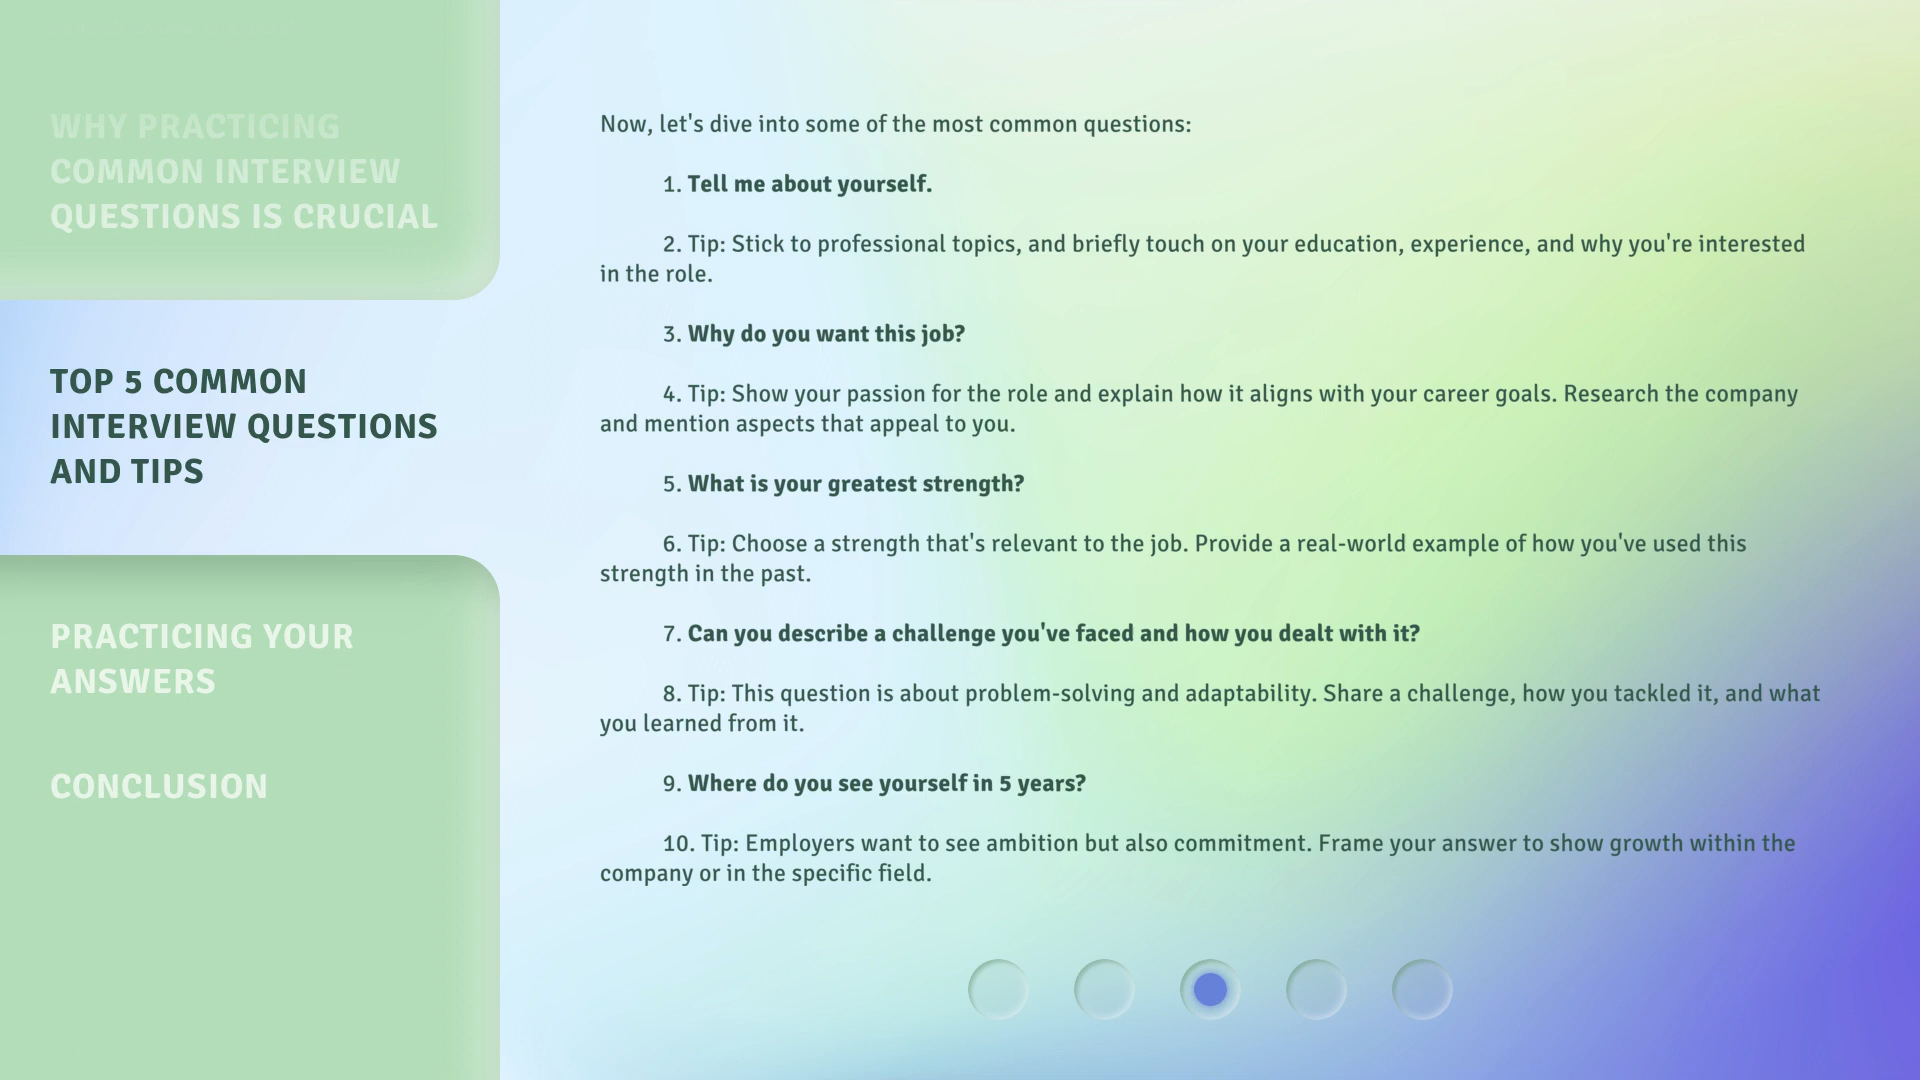 WHY PRACTICING
COMMON INTERVIEW
QUESTIONS IS CRUCIAL
TOP 5 COMMON
INTERVIEW QUESTIONS
AND TIPS
PRACTICING YOUR
ANSWERS
CONCLUSION
Now, let's dive into some of the most common questions:
1. Tell me about yourself.
2. Tip: Stick to professional topics, and briefly touch on your education, experience, and why you're interested
in the role.
3. Why do you want this job?
4. Tip: Show your passion for the role and explain how it aligns with your career goals. Research the company
and mention aspects that appeal to you.
5. What is your greatest strength?
6. Tip: Choose a strength that's relevant to the job. Provide a real-world example of how you've used this
strength in the past.
7. Can you describe a challenge you've faced and how you dealt with it?
8. Tip: This question is about problem-solving and adaptability. Share a challenge, how you tackled it, and what
you learned from it.
9. Where do you see yourself in 5 years?
10. Tip: Employers want to see ambition but also commitment. Frame your answer to show growth within the
company or in the specific field.